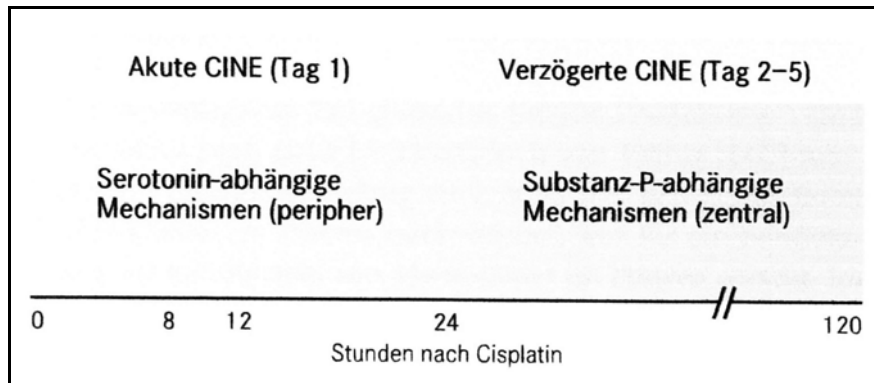 Akute CINE (Tag 1)
Verzögerte CINE (Tag 2–5)
Serotonin-abhängige
Mechanismen (peripher)
Substanz-P-abhängige
Mechanismen (zentral)
0 8 12 24 120
Stunden nach Cisplatin